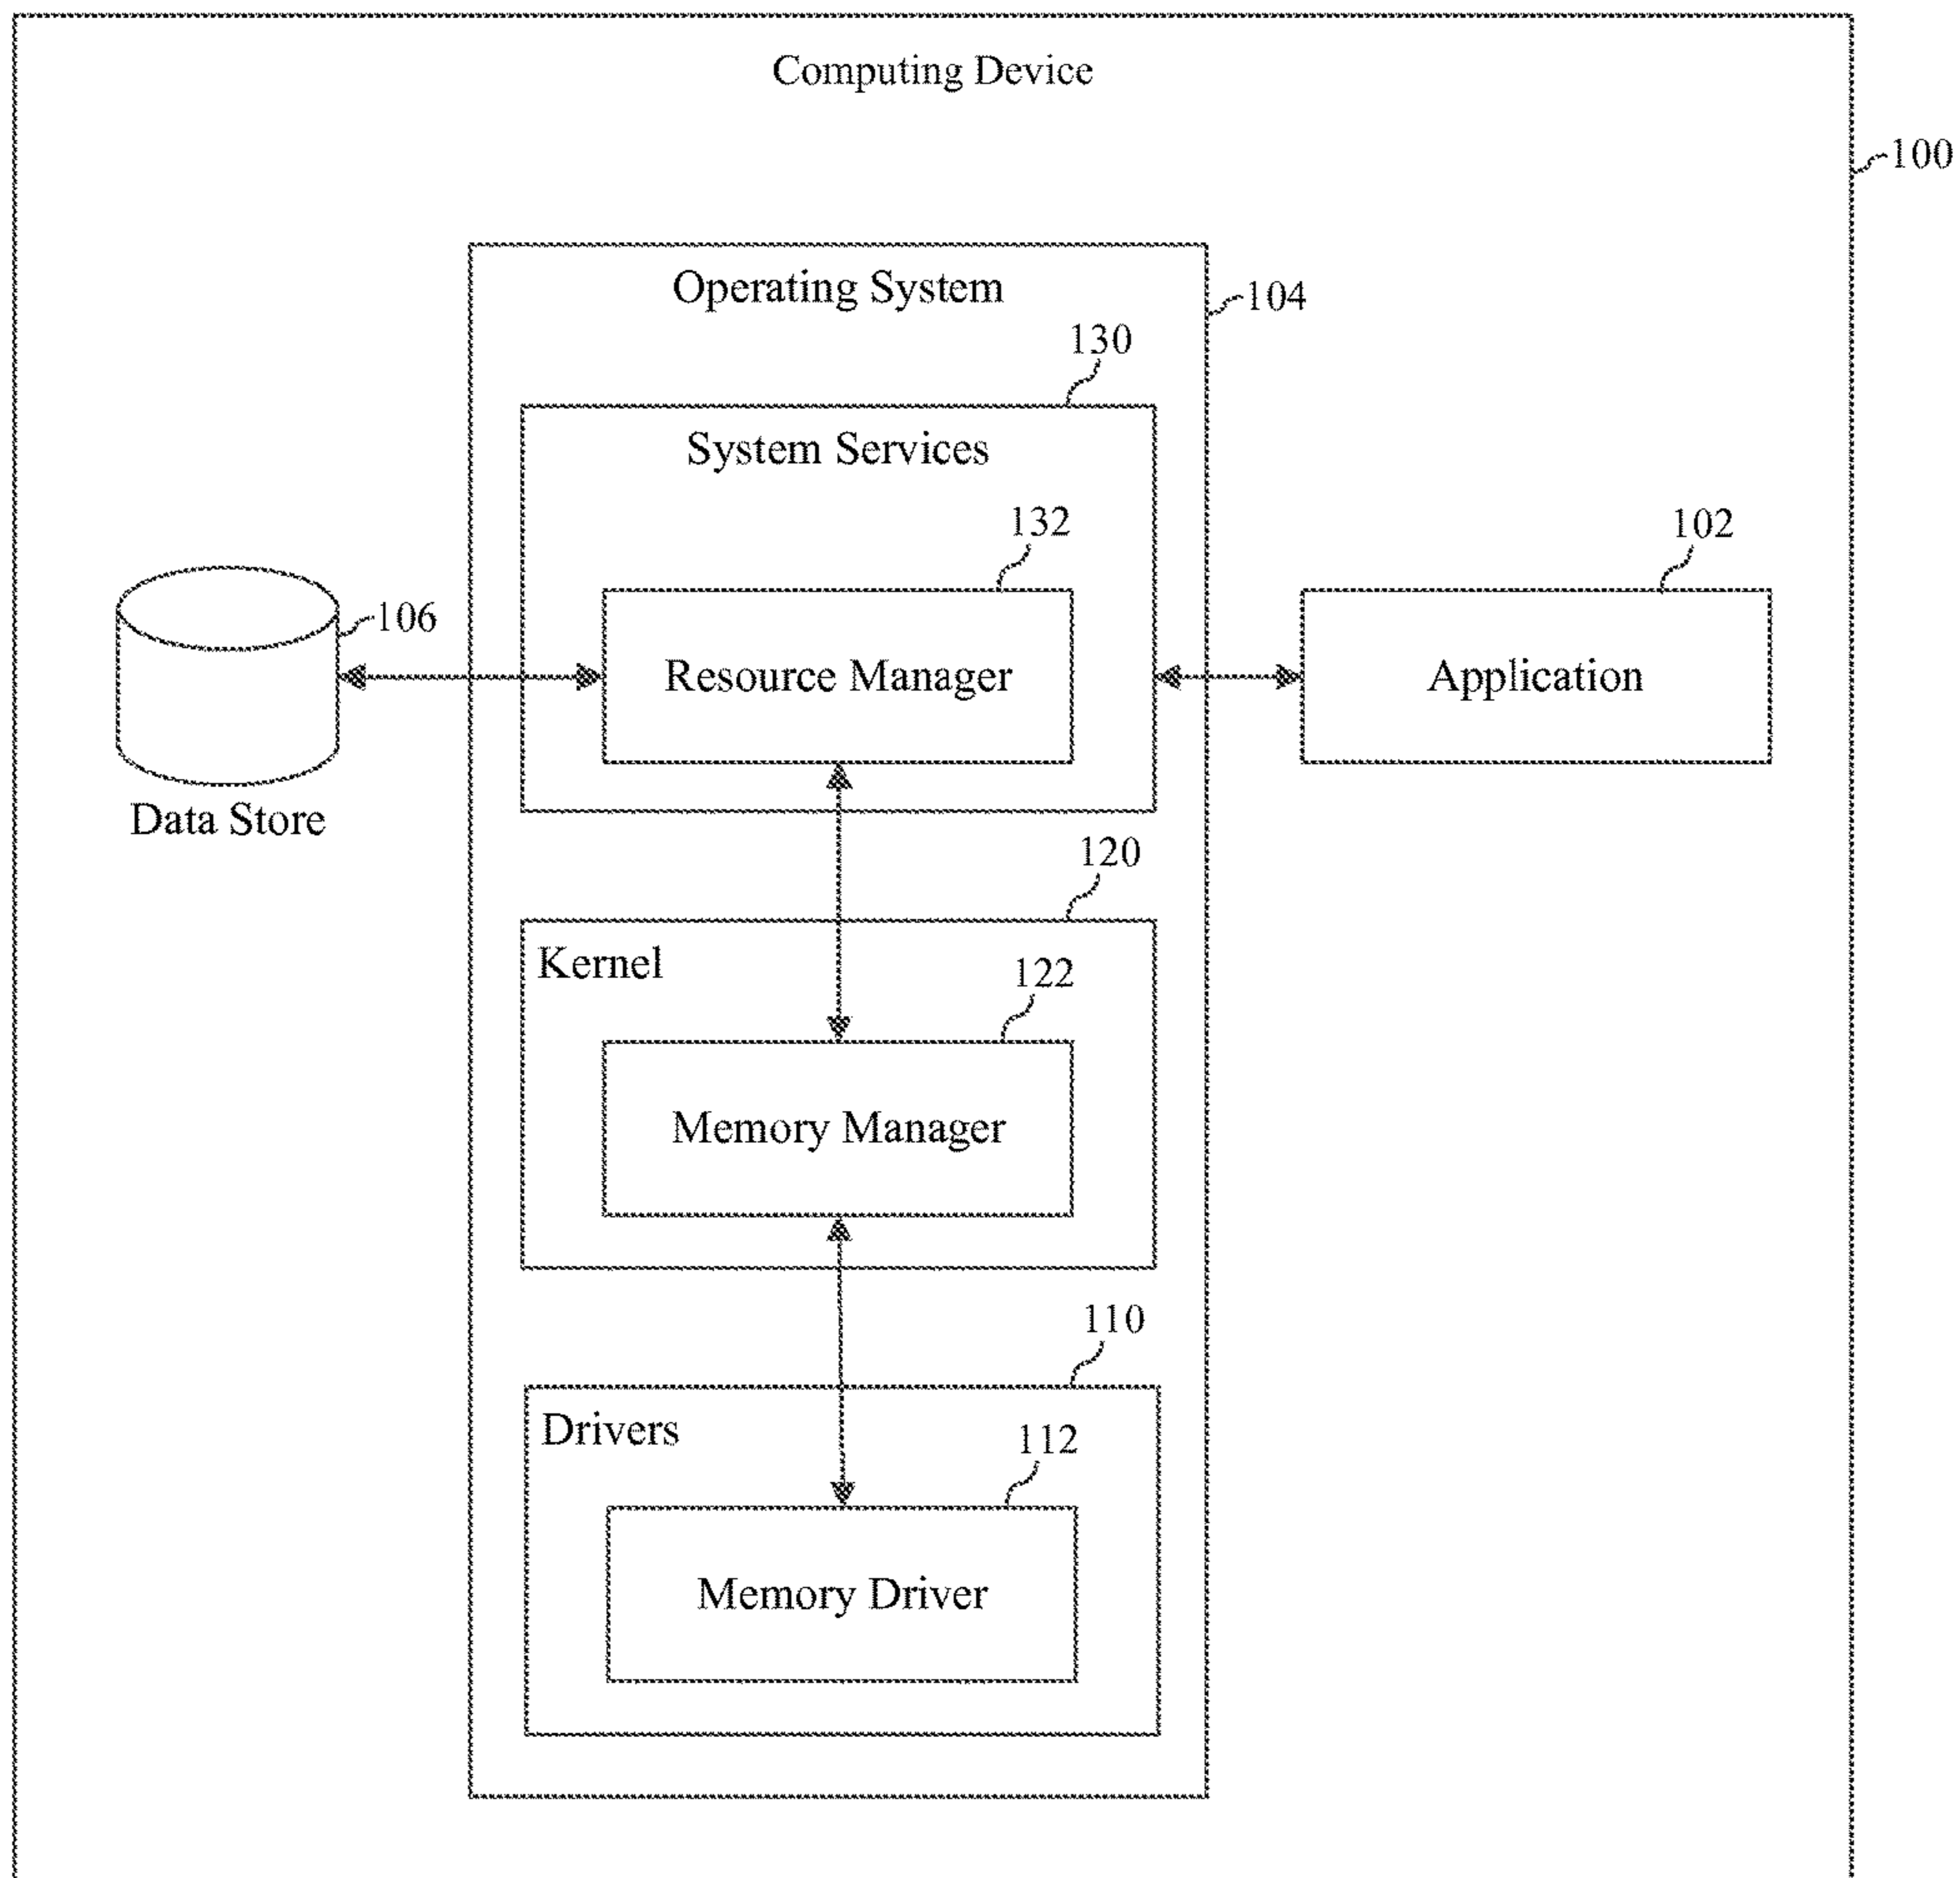 Computing Device
100
Operating System
104
130
System Services
132
102
106
Resource Manager
Application
Data Store
120
Kernel
122
Memory Manager
110
Drivers
112
Memory Driver